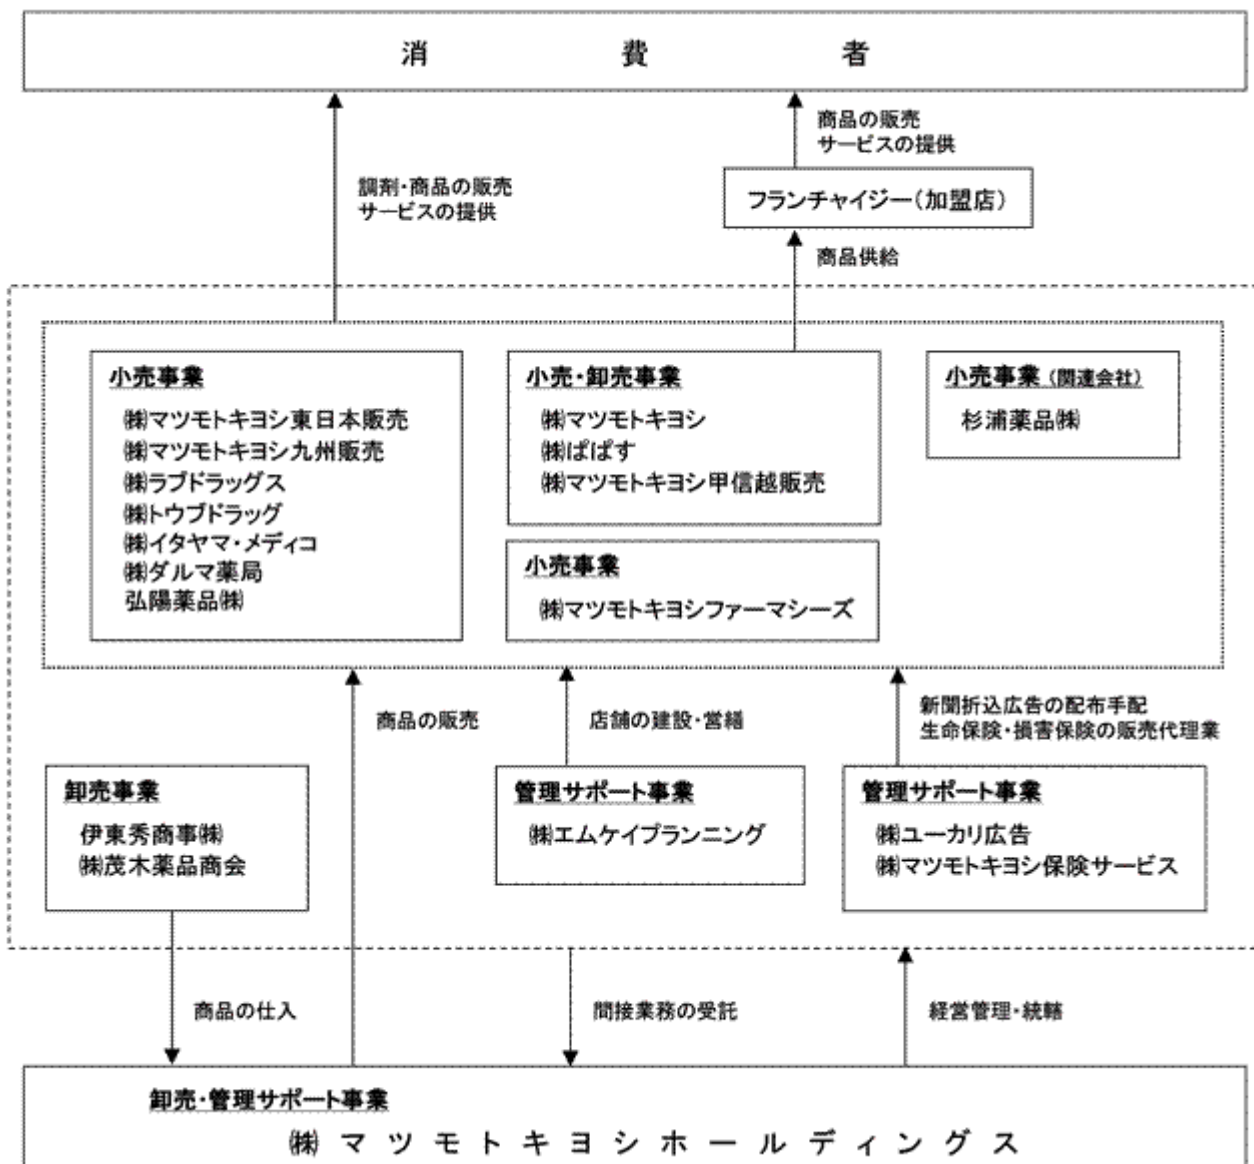 消費者
商品の販売
サービスの提供
調剤・商品の販売
サービスの提供
フランチャイジー（加盟店）
商品供給
小売事業
㈱マツモトキヨシ東日本販売
㈱マツモトキヨシ九州販売
㈱ラブドラッグス
㈱トウブドラッグ
㈱イタヤマ・メディコ
㈱ダルマ薬局
弘陽薬品㈱
小売・卸売事業
㈱マツモトキヨシ
㈱ぱぱす
㈱マツモトキヨシ甲信越販売
小売事業
㈱マツモトキヨシファーマシーズ
小売事業（関連会社）
杉浦薬品㈱
商品の販売
店舗の建設・営繕
新聞折込広告の配布手配
生命保険・損害保険の販売代理業
卸売事業
伊東秀商事㈱
㈱茂木薬品商会
管理サポート事業
㈱エムケイプランニング
管理サポート事業
㈱ユーカリ広告
㈱マツモトキヨシ保険サービス
商品の仕入
間接業務の受託
経営管理・統轄
卸売・管理サポート事業
㈱マツモトキヨシホールディングス